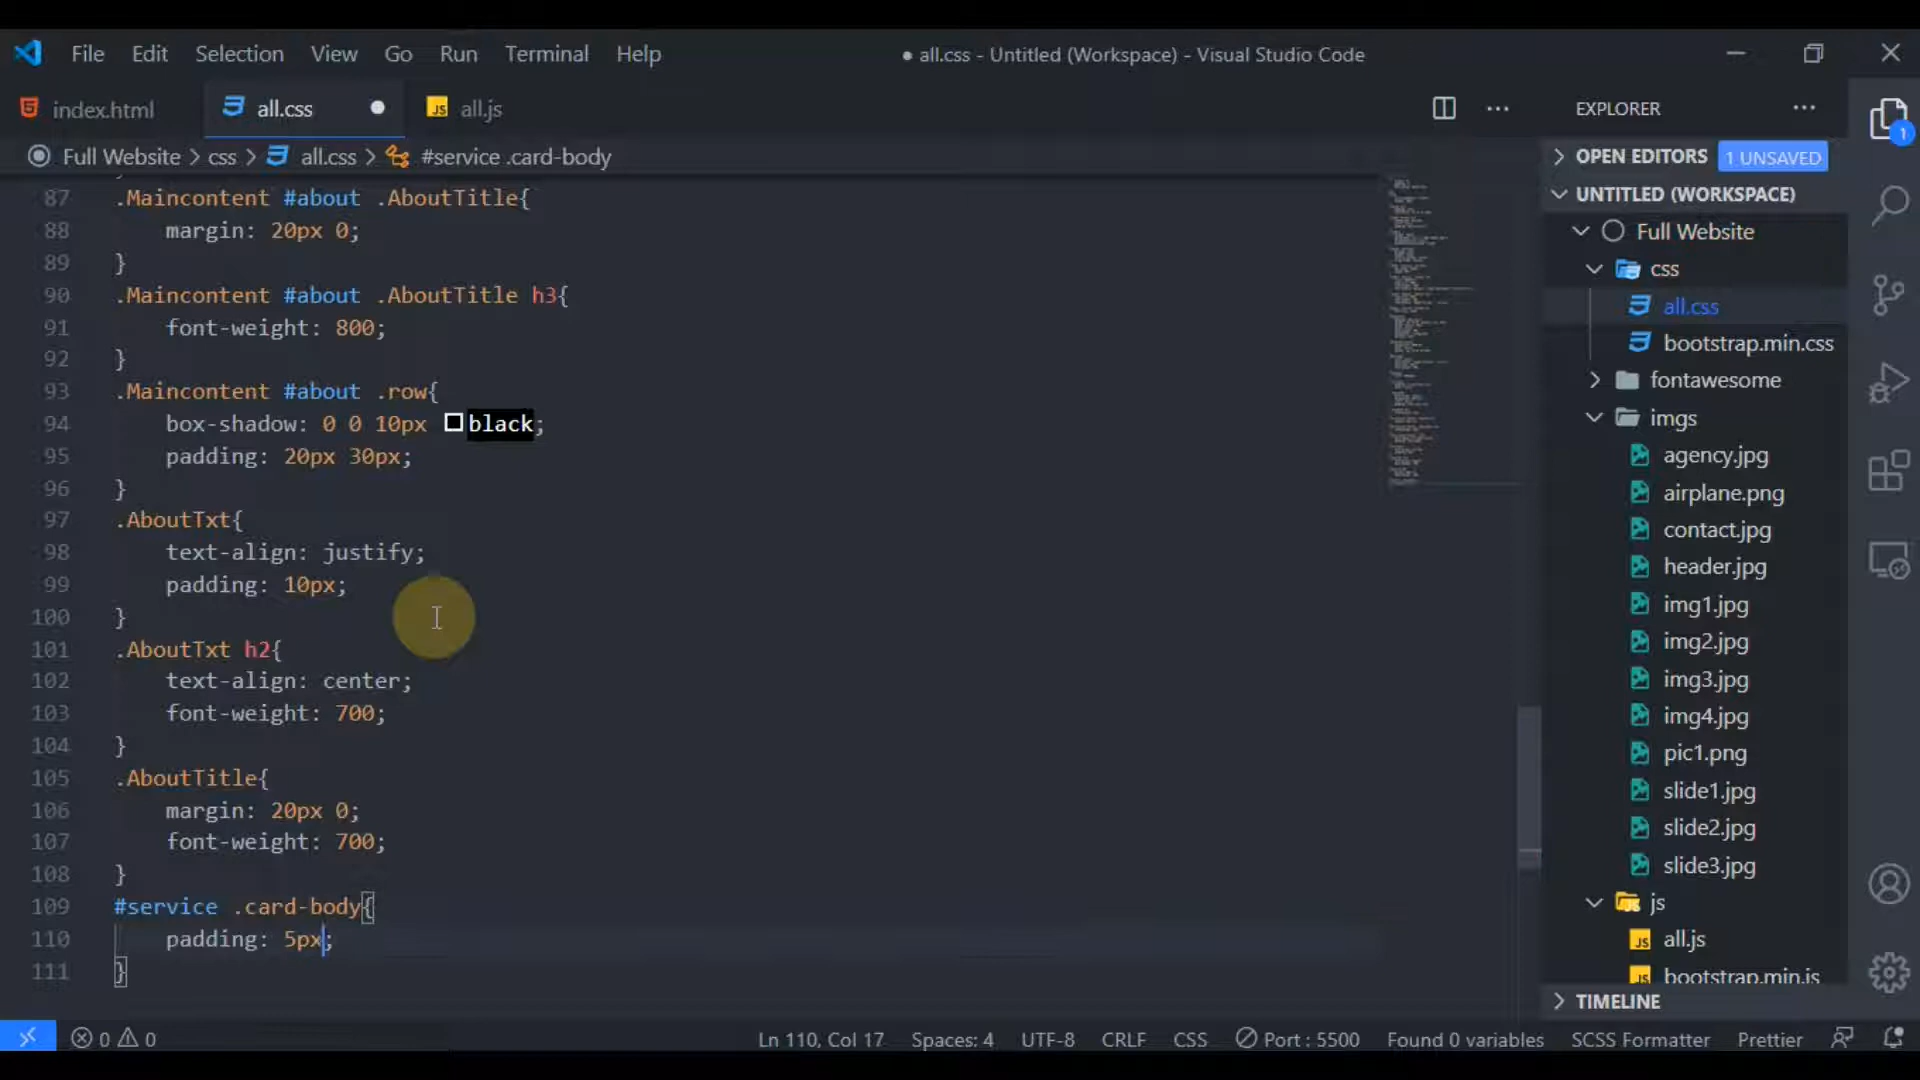 File Edit Selection View Go Run Terminal Help
● all.css - Untitled (Workspace) - Visual Studio Code
index.html
all.css
JS all.js
EXPLORER
Full Website > css > all.css > #service .card-body
87 .Maincontent #about .AboutTitle{
88 margin: 20px 0;
89 }
90 .Maincontent #about .AboutTitle h3{
91 font-weight: 800;
92 }
93 .Maincontent #about .row{
94 box-shadow: 0 0 10px black;
95 padding: 20px 30px;
96 }
97 .AboutTxt{
98 text-align: justify;
99 padding: 10px;
100 }
101 .AboutTxt h2{
102 text-align: center;
103 font-weight: 700;
104 }
105 .AboutTitle{
106 margin: 20px 0;
107 font-weight: 700;
108 }
109 #service .card-body{
110 padding: 5px;
111 }
OPEN EDITORS 1 UNSAVED
UNTITLED (WORKSPACE)
Full Website
css
all.css
bootstrap.min.css
fontawesome
imgs
agency.jpg
airplane.png
contact.jpg
header.jpg
img1.jpg
img2.jpg
img3.jpg
img4.jpg
pic1.png
slide1.jpg
slide2.jpg
slide3.jpg
js
JS all.js
JS bootstrap.min.js
TIMELINE
1
0 0
Ln 110, Col 17
Spaces: 4
UTF-8
CRLF
CSS
Port : 5500
Found 0 variables
SCSS Formatter
Prettier